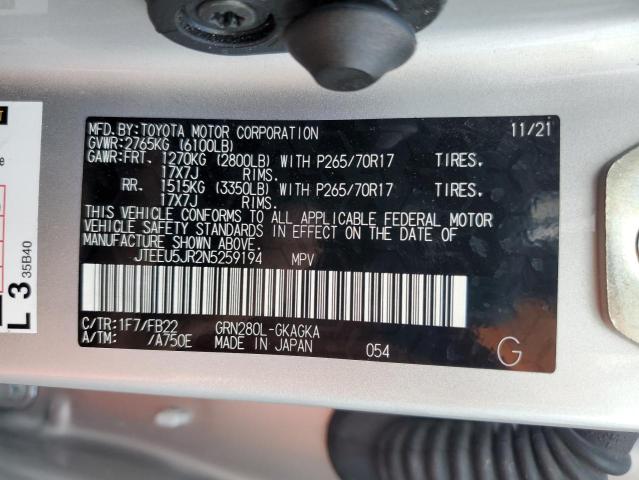 MFD.BY:TOYOTA MOTOR CORPORATION 11/21
GVWR:2765KG (6100LB)
GAWR:FRT. 1270KG (2800LB) WITH P265/70R17 TIRES.
17X7J RIMS.
RR. 1515KG (3350LB) WITH P265/70R17 TIRES.
17X7J RIMS.
THIS VEHICLE CONFORMS TO ALL APPLICABLE FEDERAL MOTOR
VEHICLE SAFETY STANDARDS IN EFFECT ON THE DATE OF
MANUFACTURE SHOWN ABOVE.
JTEEU5JR2N5259194 MPV
C/TR:1F7/FB22 GRN280L-GKAGKA
A/TM: /A750E MADE IN JAPAN 054 G
L 3
35B40